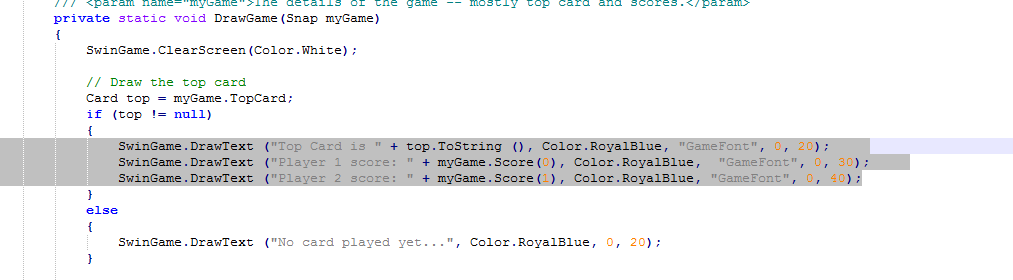 /// <param name="myGame">The details of the game -- mostly top card and scores.</param>
private static void DrawGame(Snap myGame)
{
SwinGame.ClearScreen(Color.White);
// Draw the top card
Card top = myGame.TopCard;
if (top != null)
{
SwinGame.DrawText ("Top Card is " + top.ToString (), Color.RoyalBlue, "GameFont", 0, 20);
SwinGame.DrawText ("Player 1 score: " + myGame.Score(0), Color.RoyalBlue,  "GameFont", 0, 30);
SwinGame.DrawText ("Player 2 score: " + myGame.Score(1), Color.RoyalBlue, "GameFont", 0, 40);
}
else
{
SwinGame.DrawText ("No card played yet...", Color.RoyalBlue, 0, 20);
}